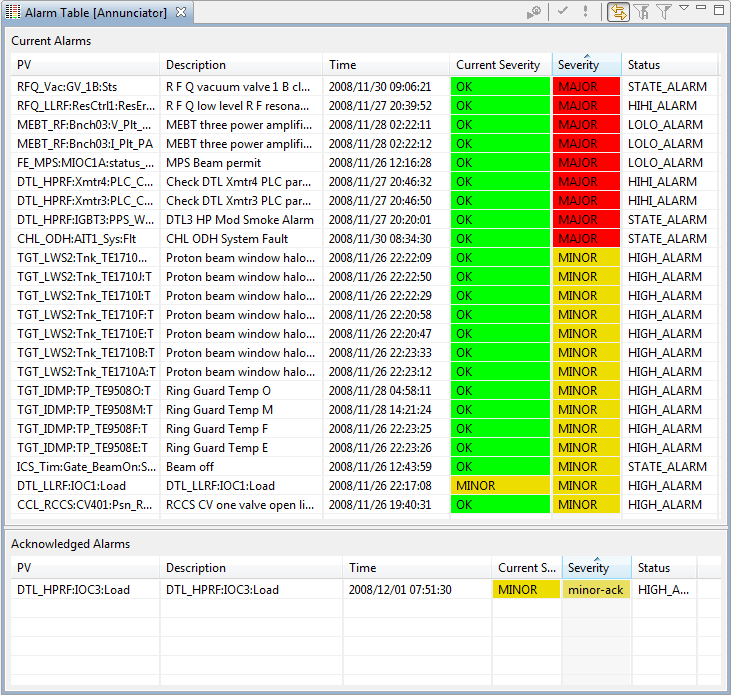 Alarm Table [Annunciator]
Current Alarms
PV Description Time Current Severity Severity Status
RFQ_Vac:GV_1B:Sts R F Q vacuum valve 1 B cl... 2008/11/30 09:06:21 OK MAJOR STATE_ALARM
RFQ_LLRF:ResCtrl1:ResEr... R F Q low level R F resona... 2008/11/27 20:39:52 OK MAJOR HIHI_ALARM
MEBT_RF:Bnch03:V_Plt_... MEBT three power amplifi... 2008/11/28 02:22:11 OK MAJOR LOLO_ALARM
MEBT_RF:Bnch03:I_Plt_PA MEBT three power amplifi... 2008/11/28 02:22:12 OK MAJOR LOLO_ALARM
FE_MPS:MIOC1A:status_... MPS Beam permit 2008/11/26 12:16:28 OK MAJOR LOLO_ALARM
DTL_HPRF:Xmtr4:PLC_C... Check DTL Xmtr4 PLC par... 2008/11/27 20:46:32 OK MAJOR HIHI_ALARM
DTL_HPRF:Xmtr3:PLC_C... Check DTL Xmtr3 PLC par... 2008/11/27 20:46:50 OK MAJOR HIHI_ALARM
DTL_HPRF:IGBT3:PPS_W... DTL3 HP Mod Smoke Alarm 2008/11/27 20:20:01 OK MAJOR STATE_ALARM
CHL_ODH:AIT1_Sys:Flt CHL ODH System Fault 2008/11/30 08:34:30 OK MAJOR STATE_ALARM
TGT_LWS2:Tnk_TE1710... Proton beam window halo... 2008/11/26 22:22:09 OK MINOR HIGH_ALARM
TGT_LWS2:Tnk_TE1710J:T Proton beam window halo... 2008/11/26 22:22:50 OK MINOR HIGH_ALARM
TGT_LWS2:Tnk_TE1710I:T Proton beam window halo... 2008/11/26 22:22:29 OK MINOR HIGH_ALARM
TGT_LWS2:Tnk_TE1710F:T Proton beam window halo... 2008/11/26 22:20:58 OK MINOR HIGH_ALARM
TGT_LWS2:Tnk_TE1710E:T Proton beam window halo... 2008/11/26 22:20:47 OK MINOR HIGH_ALARM
TGT_LWS2:Tnk_TE1710B:T Proton beam window halo... 2008/11/26 22:23:33 OK MINOR HIGH_ALARM
TGT_LWS2:Tnk_TE1710A:T Proton beam window halo... 2008/11/26 22:23:12 OK MINOR HIGH_ALARM
TGT_IDMP:TP_TE9508O:T Ring Guard Temp O 2008/11/28 04:58:11 OK MINOR HIGH_ALARM
TGT_IDMP:TP_TE9508M:T Ring Guard Temp M 2008/11/28 14:21:24 OK MINOR HIGH_ALARM
TGT_IDMP:TP_TE9508F:T Ring Guard Temp F 2008/11/26 22:23:25 OK MINOR HIGH_ALARM
TGT_IDMP:TP_TE9508E:T Ring Guard Temp E 2008/11/26 22:23:26 OK MINOR HIGH_ALARM
ICS_Tim:Gate_BeamOn:S... Beam off 2008/11/26 12:43:59 OK MINOR STATE_ALARM
DTL_LLRF:IOC1:Load DTL_LLRF:IOC1:Load 2008/11/26 22:17:08 MINOR MINOR HIGH_ALARM
CCL_RCCS:CV401:Psn_R... RCCS CV one valve open li... 2008/11/26 19:40:31 OK MINOR HIGH_ALARM
Acknowledged Alarms
PV Description Time Current S... Severity Status
DTL_HPRF:IOC3:Load DTL_HPRF:IOC3:Load 2008/12/01 07:51:30 MINOR minor-ack HIGH_A...